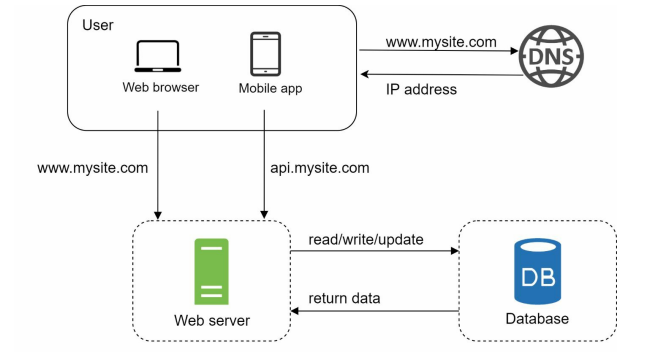 User
www.mysite.com
DNS
Web browser
Mobile app
IP address
www.mysite.com
api.mysite.com
read/write/update
DB
return data
Web server
Database